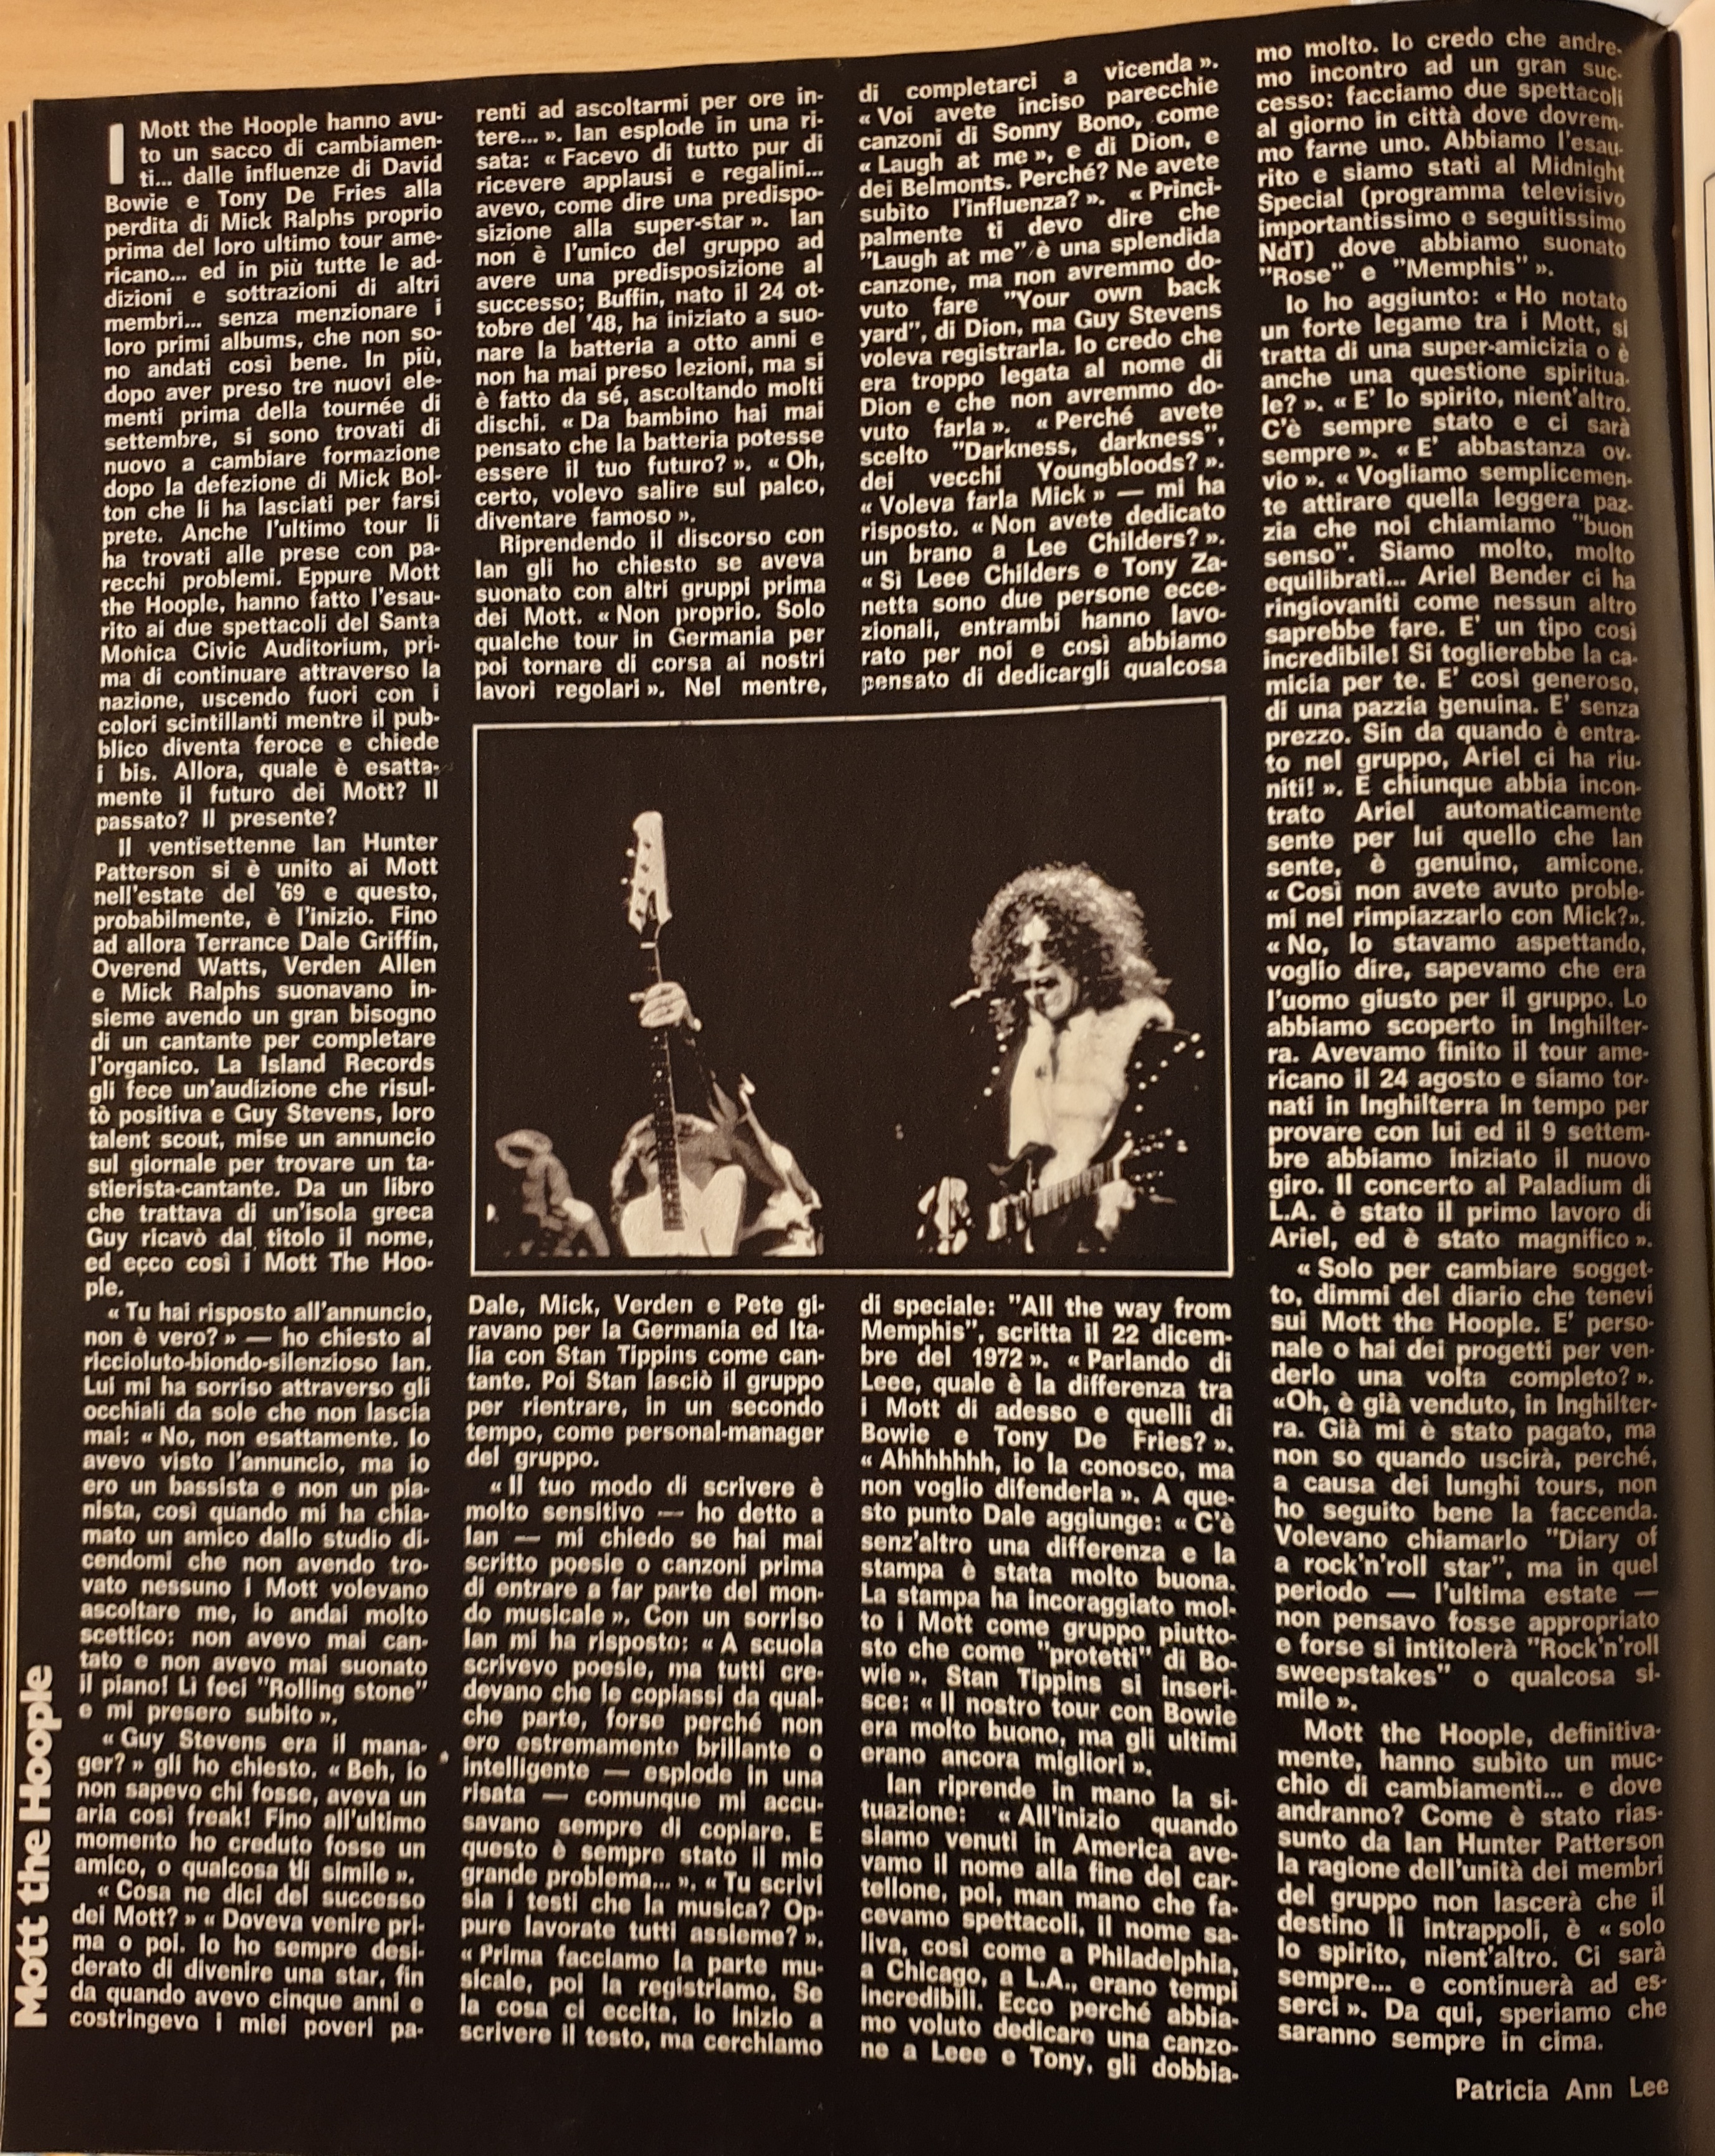 Mott the Hoople
I Mott the Hoople hanno avu-
to un sacco di cambiamen-
ti... dalle influenze di David
Bowie e Tony De Fries alla
perdita di Mick Ralphs proprio
prima del loro ultimo tour ame-
ricano... ed in più tutte le ad-
dizioni e sottrazioni di altri
membri... senza menzionare i
loro primi albums, che non so-
no andati così bene. In più,
dopo aver preso tre nuovi ele-
menti prima della tournée di
settembre, si sono trovati di
nuovo a cambiare formazione
dopo la defezione di Mick Bol-
ton che li ha lasciati per farsi
prete. Anche l'ultimo tour li
ha trovati alle prese con pa-
recchi problemi. Eppure Mott
the Hoople, hanno fatto l'esau-
rito ai due spettacoli del Santa
Monica Civic Auditorium, pri-
ma di continuare attraverso la
nazione, uscendo fuori con i
colori scintillanti mentre il pub-
blico diventa feroce e chiede
i bis. Allora, quale è esatta-
mente il futuro dei Mott? Il
passato? Il presente?
Il ventisettenne Ian Hunter
Patterson si è unito ai Mott
nell'estate del '69 e questo,
probabilmente, è l'inizio. Fino
ad allora Terrance Dale Griffin,
Overend Watts, Verden Allen
e Mick Ralphs suonavano in-
sieme avendo un gran bisogno
di un cantante per completare
l'organico. La Island Records
gli fece un'audizione che risul-
tò positiva e Guy Stevens, loro
talent scout, mise un annuncio
sul giornale per trovare un ta-
stierista-cantante. Da un libro
che trattava di un'isola greca
Guy ricavò dal titolo il nome,
ed ecco così i Mott The Hoo-
ple.
« Tu hai risposto all'annuncio,
non è vero? » — ho chiesto al
riccioluto-biondo-silenzioso Ian.
Lui mi ha sorriso attraverso gli
occhiali da sole che non lascia
mai: « No, non esattamente. Io
avevo visto l'annuncio, ma io
ero un bassista e non un pia-
nista, così quando mi ha chia-
mato un amico dallo studio di-
cendomi che non avendo tro-
vato nessuno i Mott volevano
ascoltare me, io andai molto
scettico: non avevo mai can-
tato e non avevo mai suonato
il piano! Lì feci "Rolling stone"
e mi presero subito ».
« Guy Stevens era il mana-
ger? » gli ho chiesto. « Beh, io
non sapevo chi fosse, aveva un
aria così freak! Fino all'ultimo
momento ho creduto fosse un
amico, o qualcosa di simile ».
« Cosa ne dici del successo
dei Mott? » « Doveva venire pri-
ma o poi. Io ho sempre desi-
derato di divenire una star, fin
da quando avevo cinque anni e
costringevo i miei poveri pa-
renti ad ascoltarmi per ore in-
tere... ». Ian esplode in una ri-
sata: « Facevo di tutto pur di
ricevere applausi e regalini...
avevo, come dire una predispo-
sizione alla super-star ». Ian
non è l'unico del gruppo ad
avere una predisposizione al
successo; Buffin, nato il 24 ot-
tobre del '48, ha iniziato a suo-
nare la batteria a otto anni e
non ha mai preso lezioni, ma si
è fatto da sé, ascoltando molti
dischi. « Da bambino hai mai
pensato che la batteria potesse
essere il tuo futuro? ». « Oh,
certo, volevo salire sul palco,
diventare famoso ».
Riprendendo il discorso con
Ian gli ho chiesto se aveva
suonato con altri gruppi prima
dei Mott. « Non proprio. Solo
qualche tour in Germania per
poi tornare di corsa ai nostri
lavori regolari ». Nel mentre,
Dale, Mick, Verden e Pete gi-
ravano per la Germania ed Ita-
lia con Stan Tippins come can-
tante. Poi Stan lasciò il gruppo
per rientrare, in un secondo
tempo, come personal-manager
del gruppo.
« Il tuo modo di scrivere è
molto sensitivo — ho detto a
Ian — mi chiedo se hai mai
scritto poesie o canzoni prima
di entrare a far parte del mon-
do musicale ». Con un sorriso
Ian mi ha risposto: « A scuola
scrivevo poesie, ma tutti cre-
devano che le copiassi da qual-
che parte, forse perché non
ero estremamente brillante o
intelligente — esplode in una
risata — comunque mi accu-
savano sempre di copiare. E
questo è sempre stato il mio
grande problema... ». « Tu scrivi
sia i testi che la musica? Op-
pure lavorate tutti assieme? ».
« Prima facciamo la parte mu-
sicale, poi la registriamo. Se
la cosa ci eccita, io inizio a
scrivere il testo, ma cerchiamo
di completarci a vicenda ».
« Voi avete inciso parecchie
canzoni di Sonny Bono, come
« Laugh at me », e di Dion, e
dei Belmonts. Perché? Ne avete
subìto l'influenza? ». « Princi-
palmente ti devo dire che
"Laugh at me" è una splendida
canzone, ma non avremmo do-
vuto fare "Your own back
yard", di Dion, ma Guy Stevens
voleva registrarla. Io credo che
era troppo legata al nome di
Dion e che non avremmo do-
vuto farla ». « Perché avete
scelto "Darkness, darkness",
dei vecchi Youngbloods? ».
« Voleva farla Mick » — mi ha
risposto. « Non avete dedicato
un brano a Lee Childers? ».
« Sì Leee Childers e Tony Za-
netta sono due persone ecce-
zionali, entrambi hanno lavo-
rato per noi e così abbiamo
pensato di dedicargli qualcosa
di speciale: "All the way from
Memphis", scritta il 22 dicem-
bre del 1972 ». « Parlando di
Leee, quale è la differenza tra
i Mott di adesso e quelli di
Bowie e Tony De Fries? ».
« Ahhhhhhh, io la conosco, ma
non voglio difenderla ». A que-
sto punto Dale aggiunge: « C'è
senz'altro una differenza e la
stampa è stata molto buona.
La stampa ha incoraggiato mol-
to i Mott come gruppo piutto-
sto che come "protetti" di Bo-
wie ». Stan Tippins si inseri-
sce: « Il nostro tour con Bowie
era molto buono, ma gli ultimi
erano ancora migliori ».
Ian riprende in mano la si-
tuazione: « All'inizio quando
siamo venuti in America ave-
vamo il nome alla fine del car-
tellone, poi, man mano che fa-
cevamo spettacoli, il nome sa-
liva, così come a Philadelphia,
a Chicago, a L.A., erano tempi
incredibili. Ecco perché abbia-
mo voluto dedicare una canzo-
ne a Leee e Tony, gli dobbia-
mo molto. Io credo che andre-
mo incontro ad un gran suc-
cesso: facciamo due spettacoli
al giorno in città dove dovrem-
mo farne uno. Abbiamo l'esau-
rito e siamo stati al Midnight
Special (programma televisivo
importantissimo e seguitissimo
NdT) dove abbiamo suonato
"Rose" e "Memphis" ».
Io ho aggiunto: « Ho notato
un forte legame tra i Mott, si
tratta di una super-amicizia o è
anche una questione spiritua-
le? ». « E' lo spirito, nient'altro.
C'è sempre stato e ci sarà
sempre ». « E' abbastanza ov-
vio ». « Vogliamo semplicemen-
te attirare quella leggera paz-
zia che noi chiamiamo "buon
senso". Siamo molto, molto
equilibrati... Ariel Bender ci ha
ringiovaniti come nessun altro
saprebbe fare. E' un tipo così
incredibile! Si toglierebbe la ca-
micia per te. E' così generoso,
di una pazzia genuina. E' senza
prezzo. Sin da quando è entra-
to nel gruppo, Ariel ci ha riu-
niti! ». E chiunque abbia incon-
trato Ariel automaticamente
sente per lui quello che Ian
sente, è genuino, amicone.
« Così non avete avuto proble-
mi nel rimpiazzarlo con Mick?».
« No, lo stavamo aspettando,
voglio dire, sapevamo che era
l'uomo giusto per il gruppo. Lo
abbiamo scoperto in Inghilter-
ra. Avevamo finito il tour ame-
ricano il 24 agosto e siamo tor-
nati in Inghilterra in tempo per
provare con lui ed il 9 settem-
bre abbiamo iniziato il nuovo
giro. Il concerto al Paladium di
L.A. è stato il primo lavoro di
Ariel, ed è stato magnifico ».
« Solo per cambiare sogget-
to, dimmi del diario che tenevi
sui Mott the Hoople. E' perso-
nale o hai dei progetti per ven-
derlo una volta completo? ».
«Oh, è già venduto, in Inghilter-
ra. Già mi è stato pagato, ma
non so quando uscirà, perché,
a causa dei lunghi tours, non
ho seguito bene la faccenda.
Volevano chiamarlo "Diary of
a rock'n'roll star", ma in quel
periodo — l'ultima estate —
non pensavo fosse appropriato
e forse si intitolerà "Rock'n'roll
sweepstakes" o qualcosa si-
mile ».
Mott the Hoople, definitiva-
mente, hanno subìto un muc-
chio di cambiamenti... e dove
andranno? Come è stato rias-
sunto da Ian Hunter Patterson
la ragione dell'unità dei membri
del gruppo non lascerà che il
destino li intrappoli, è « solo
lo spirito, nient'altro. Ci sarà
sempre... e continuerà ad es-
serci ». Da qui, speriamo che
saranno sempre in cima.
Patricia Ann Lee